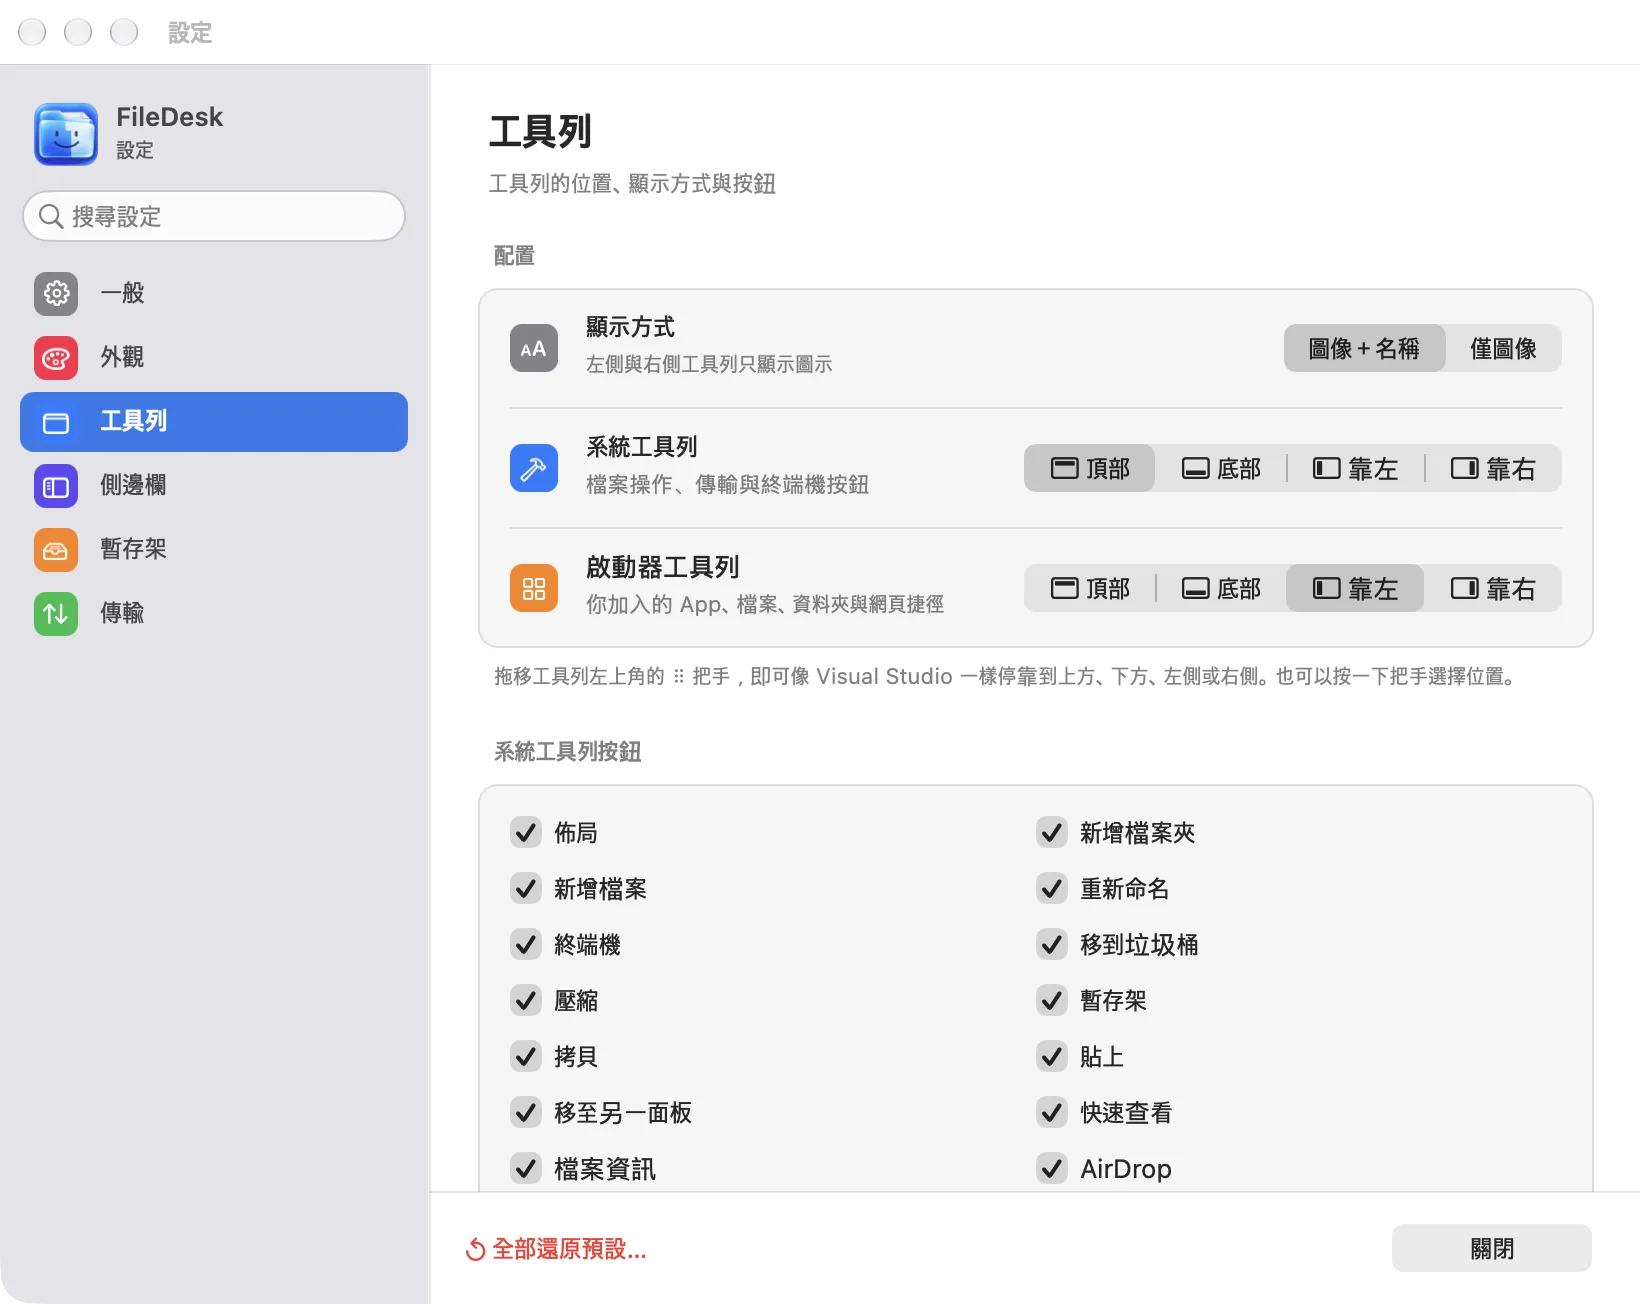 設定
FileDesk
設定
搜尋設定
一般
外觀
工具列
側邊欄
暫存架
傳輸
工具列
工具列的位置、顯示方式與按鈕
配置
顯示方式
左側與右側工具列只顯示圖示
圖像+名稱 僅圖像
系統工具列
檔案操作、傳輸與終端機按鈕
頂部 底部 靠左 靠右
啟動器工具列
你加入的 App、檔案、資料夾與網頁捷徑
頂部 底部 靠左 靠右
拖移工具列左上角的 ⠿ 把手，即可像 Visual Studio 一樣停靠到上方、下方、左側或右側。也可以按一下把手選擇位置。
系統工具列按鈕
佈局 新增檔案夾
新增檔案 重新命名
終端機 移到垃圾桶
壓縮 暫存架
拷貝 貼上
移至另一面板 快速查看
檔案資訊 AirDrop
全部還原預設...
關閉